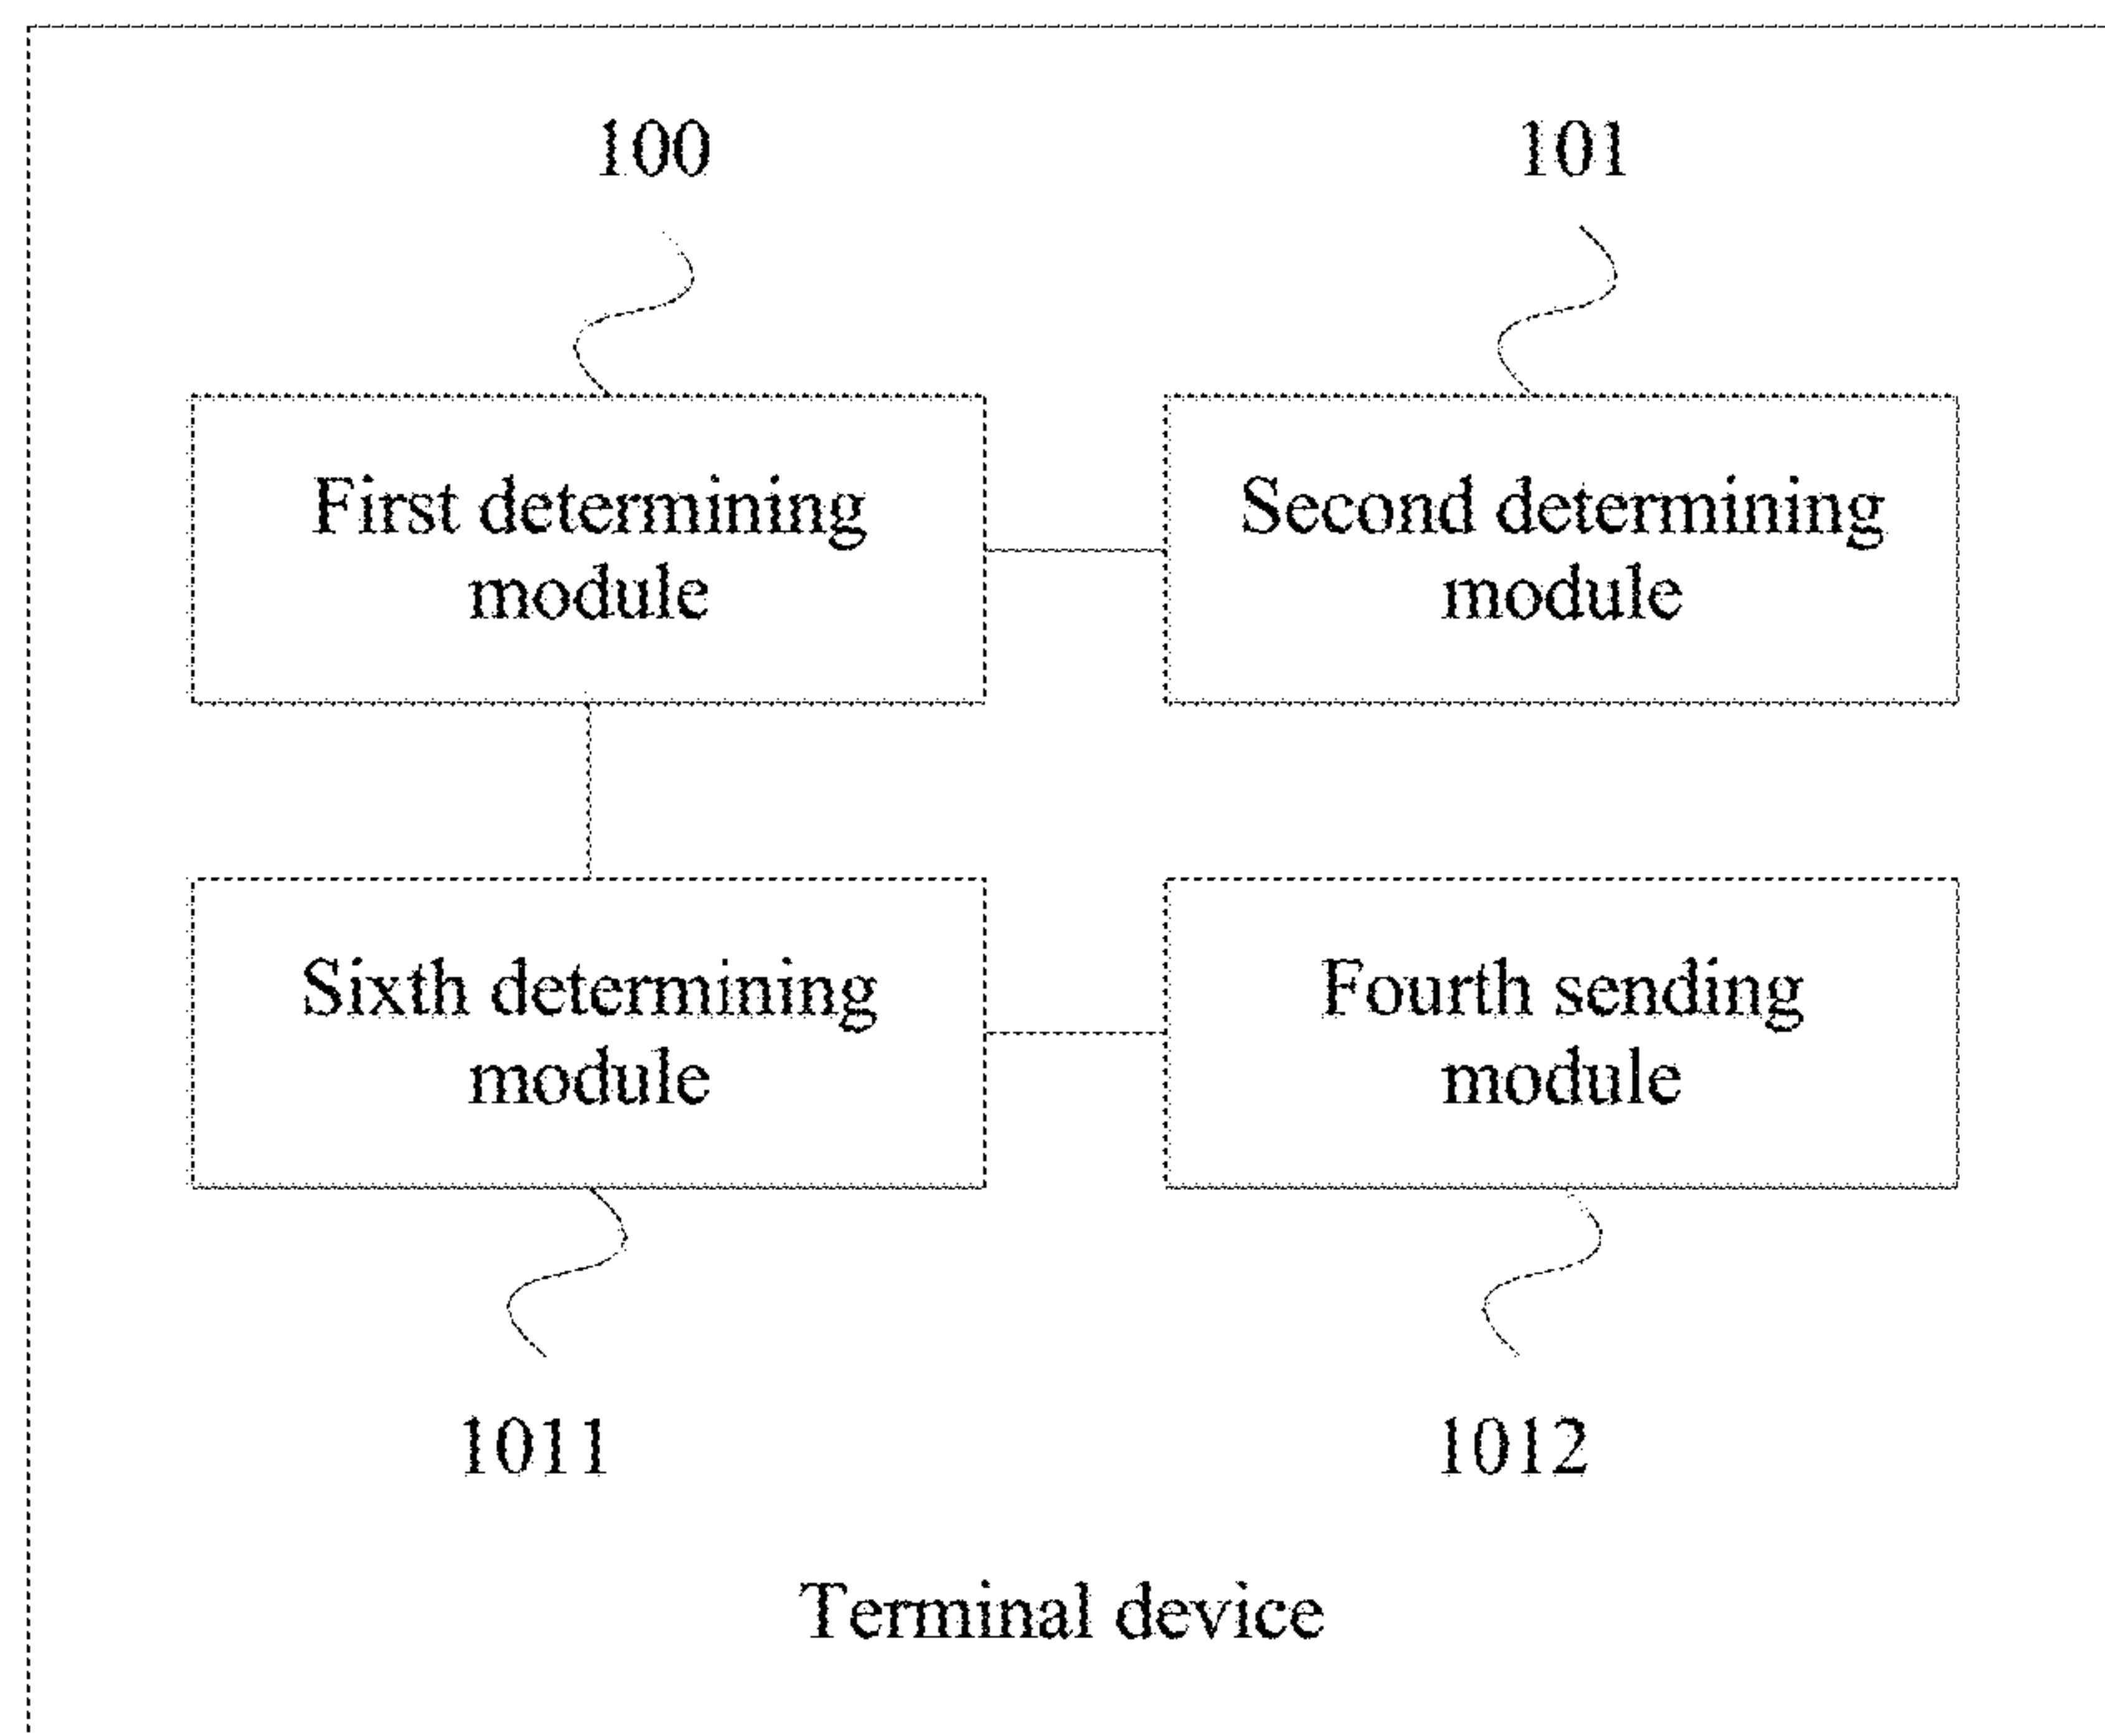 100
101
First determining
module
Second determining
module
Sixth determining
module
Fourth sending
module
1011
1012
Terminal device